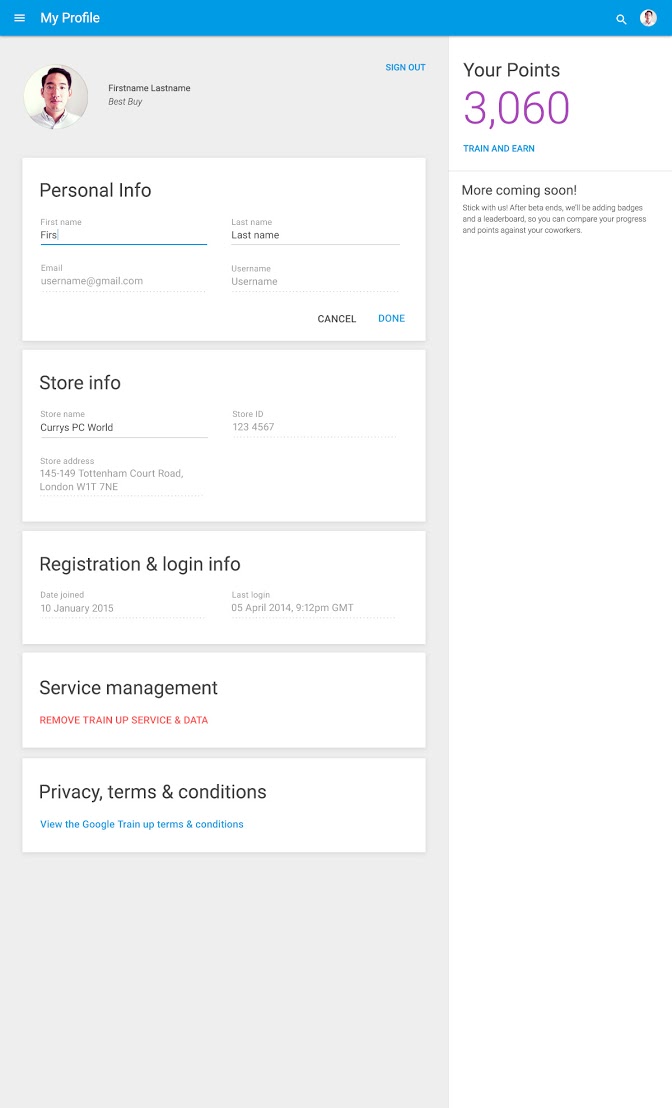 My Profile
SIGN OUT
Firstname Lastname
Best Buy
Personal Info
First name
Firs
Last name
Last name
Email
username@gmail.com
Username
Username
CANCEL
DONE
Store info
Store name
Currys PC World
Store ID
123 4567
Store address
145-149 Tottenham Court Road,
London W1T 7NE
Registration & login info
Date joined
10 January 2015
Last login
05 April 2014, 9:12pm GMT
Service management
REMOVE TRAIN UP SERVICE & DATA
Privacy, terms & conditions
View the Google Train up terms & conditions
Your Points
3,060
TRAIN AND EARN
More coming soon!
Stick with us! After beta ends, we'll be adding badges
and a leaderboard, so you can compare your progress
and points against your coworkers.